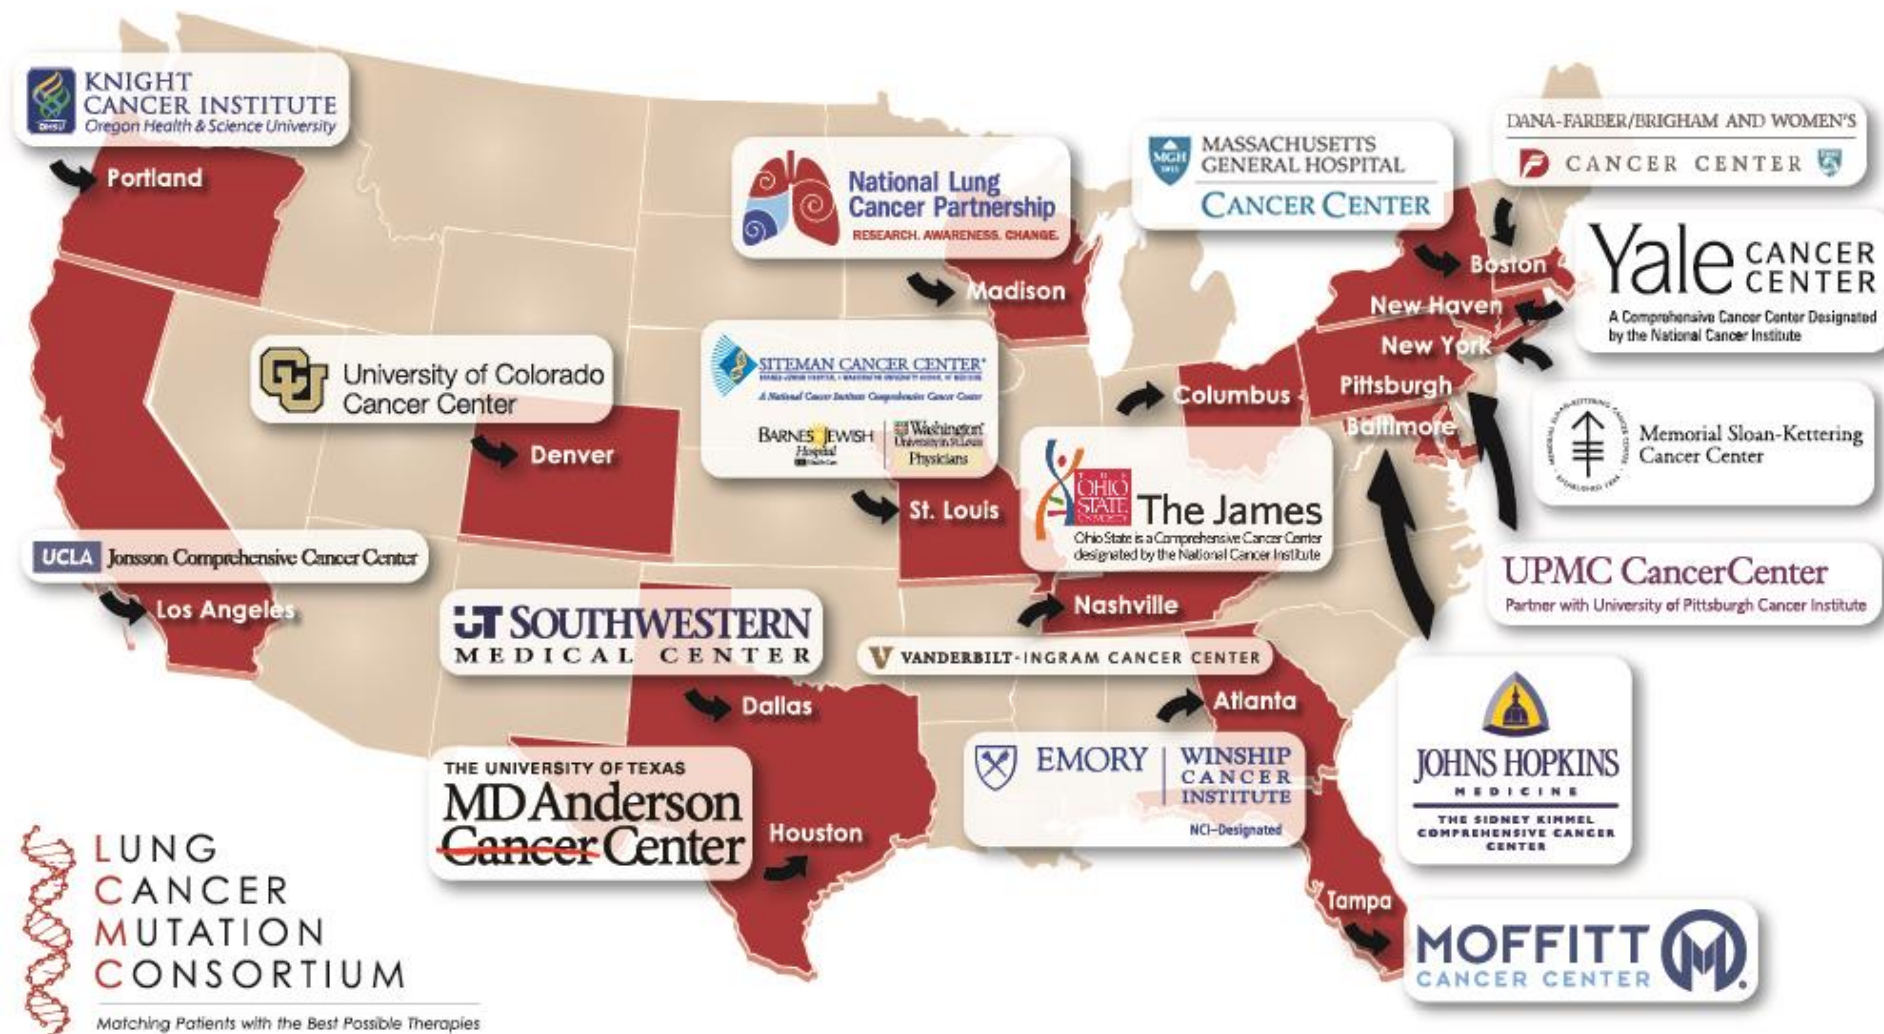 KNIGHT
CANCER INSTITUTE
OHSU
Oregon Health & Science University
Portland
National Lung
Cancer Partnership
RESEARCH. AWARENESS. CHANGE.
Madison
MGH
1811
MASSACHUSETTS
GENERAL HOSPITAL
CANCER CENTER
DANA-FARBER/BRIGHAM AND WOMEN'S
CANCER CENTER
Boston
Yale CANCER
CENTER
A Comprehensive Cancer Center Designated
by the National Cancer Institute
New Haven
New York
Memorial Sloan-Kettering
Cancer Center
Pittsburgh
Baltimore
Columbus
CU
University of Colorado
Cancer Center
Denver
SITEMAN CANCER CENTER®
A National Cancer Institute Comprehensive Cancer Center
BARNES JEWISH
Hospital
Washington
University in St. Louis
Physicians
St. Louis
THE
OHIO
STATE
UNIVERSITY
The James
Ohio State is a Comprehensive Cancer Center
designated by the National Cancer Institute
UPMC CancerCenter
Partner with University of Pittsburgh Cancer Institute
UCLA Jonsson Comprehensive Cancer Center
Los Angeles
UT SOUTHWESTERN
MEDICAL CENTER
Dallas
Nashville
V VANDERBILT-INGRAM CANCER CENTER
Atlanta
EMORY
WINSHIP
CANCER
INSTITUTE
NCI-Designated
JOHNS HOPKINS
MEDICINE
THE SIDNEY KIMMEL
COMPREHENSIVE CANCER
CENTER
THE UNIVERSITY OF TEXAS
MD Anderson
Cancer Center
Houston
Tampa
MOFFITT
CANCER CENTER
LUNG
CANCER
MUTATION
CONSORTIUM
Matching Patients with the Best Possible Therapies